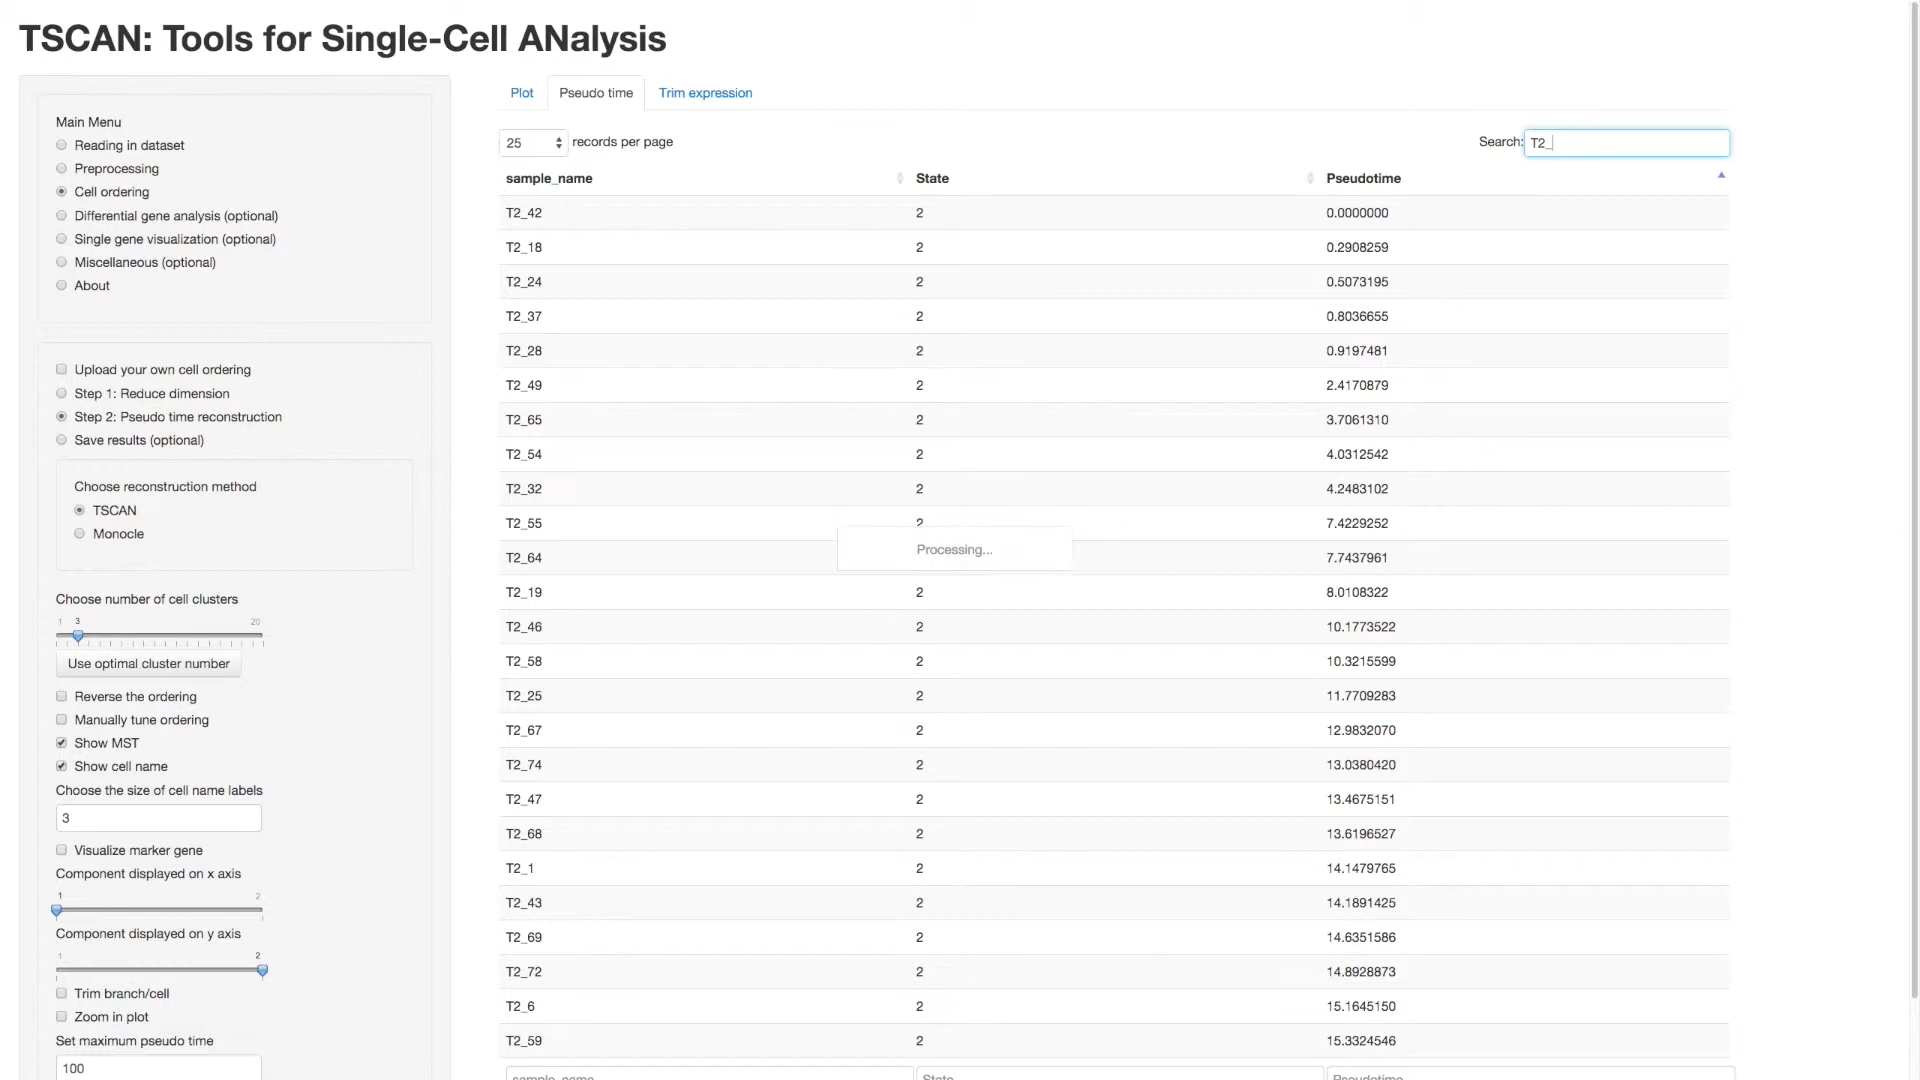 TSCAN: Tools for Single-Cell ANalysis
Main Menu
Reading in dataset
Preprocessing
Cell ordering
Differential gene analysis (optional)
Single gene visualization (optional)
Miscellaneous (optional)
About
Upload your own cell ordering
Step 1: Reduce dimension
Step 2: Pseudo time reconstruction
Save results (optional)
Choose reconstruction method
TSCAN
Monocle
Choose number of cell clusters
1 3 20
Use optimal cluster number
Reverse the ordering
Manually tune ordering
Show MST
Show cell name
Choose the size of cell name labels
3
Visualize marker gene
Component displayed on x axis
1 2
Component displayed on y axis
1 2
Trim branch/cell
Zoom in plot
Set maximum pseudo time
100
Plot Pseudo time Trim expression
25 records per page Search: T2_
sample_name State Pseudotime
T2_42 2 0.0000000
T2_18 2 0.2908259
T2_24 2 0.5073195
T2_37 2 0.8036655
T2_28 2 0.9197481
T2_49 2 2.4170879
T2_65 2 3.7061310
T2_54 2 4.0312542
T2_32 2 4.2483102
T2_55 2 7.4229252
Processing...
T2_64 7.7437961
T2_19 2 8.0108322
T2_46 2 10.1773522
T2_58 2 10.3215599
T2_25 2 11.7709283
T2_67 2 12.9832070
T2_74 2 13.0380420
T2_47 2 13.4675151
T2_68 2 13.6196527
T2_1 2 14.1479765
T2_43 2 14.1891425
T2_69 2 14.6351586
T2_72 2 14.8928873
T2_6 2 15.1645150
T2_59 2 15.3324546
sample_name State Pseudotime